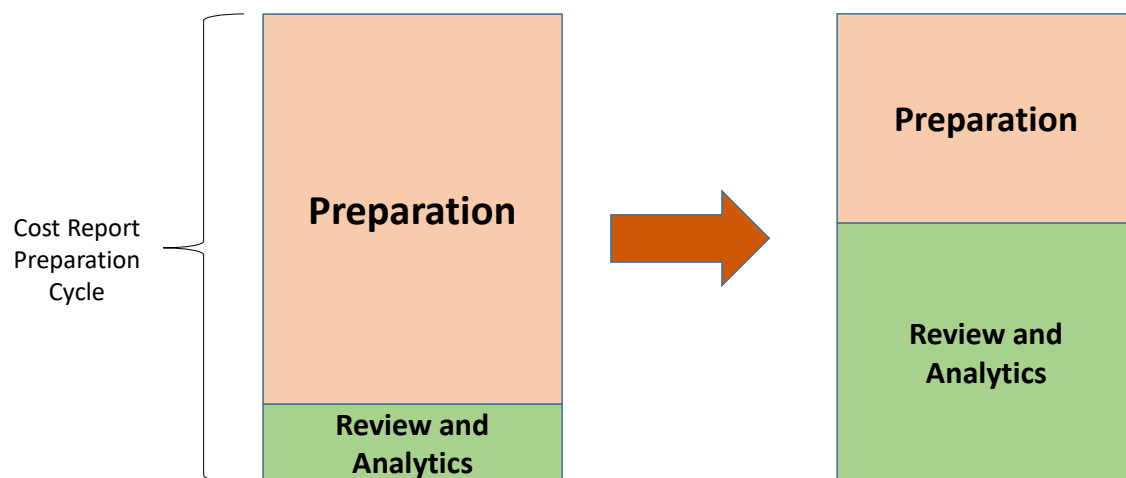 Cost Report
Preparation
Cycle
Preparation
Review and
Analytics
Preparation
Review and
Analytics